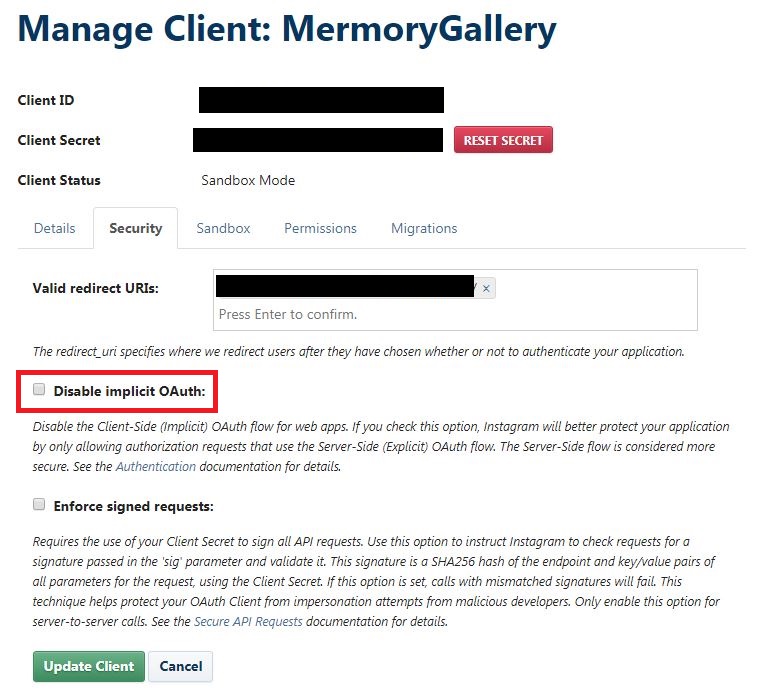 Manage Client: MermoryGallery
Client ID
Client Secret
RESET SECRET
Client Status
Sandbox Mode
Details
Security
Sandbox
Permissions
Migrations
Valid redirect URIs:
/ ×
Press Enter to confirm.
The redirect_uri specifies where we redirect users after they have chosen whether or not to authenticate your application.
Disable implicit OAuth:
Disable the Client-Side (Implicit) OAuth flow for web apps. If you check this option, Instagram will better protect your application
by only allowing authorization requests that use the Server-Side (Explicit) OAuth flow. The Server-Side flow is considered more
secure. See the Authentication documentation for details.
Enforce signed requests:
Requires the use of your Client Secret to sign all API requests. Use this option to instruct Instagram to check requests for a
signature passed in the 'sig' parameter and validate it. This signature is a SHA256 hash of the endpoint and key/value pairs of
all parameters for the request, using the Client Secret. If this option is set, calls with mismatched signatures will fail. This
technique helps protect your OAuth Client from impersonation attempts from malicious developers. Only enable this option for
server-to-server calls. See the Secure API Requests documentation for details.
Update Client
Cancel